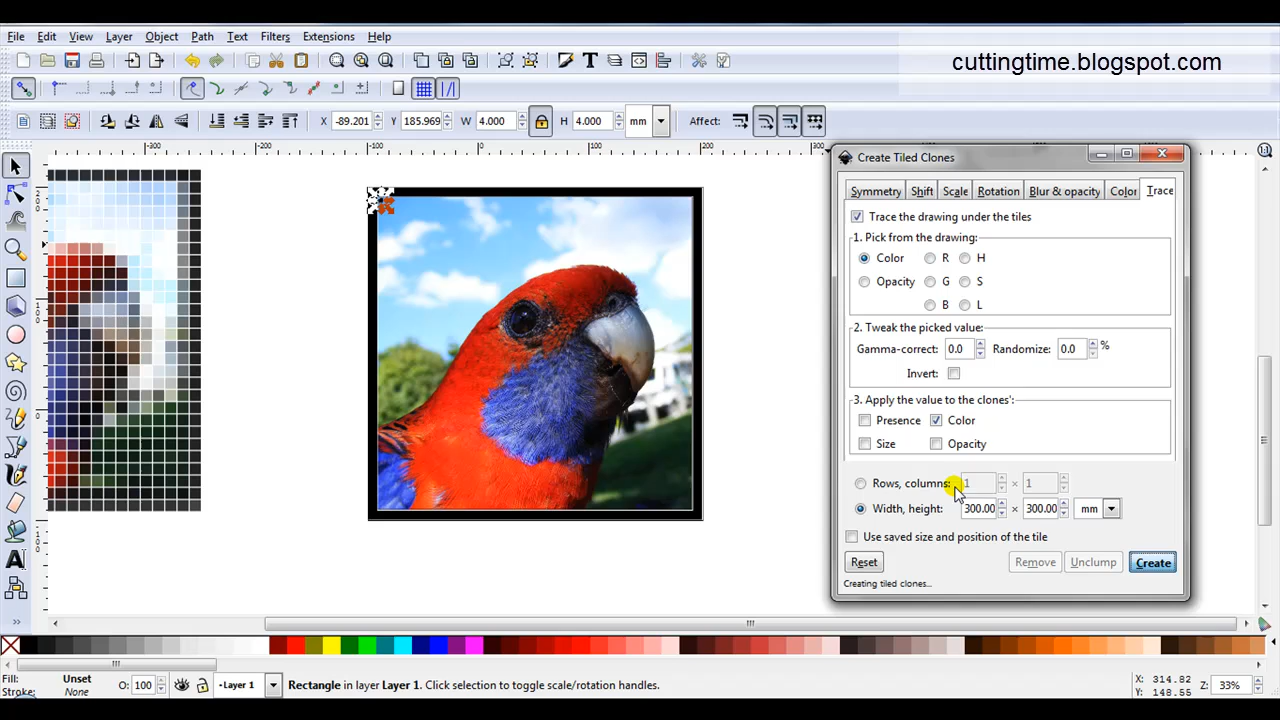 cuttingtime.blogspot.com
File Edit View Layer Object Path Text Filters Extensions Help
X -89.201 Y 185.969 W 4.000 H 4.000 mm Affect:
Create Tiled Clones
Symmetry Shift Scale Rotation Blur & opacity Color Trace
Trace the drawing under the tiles
1. Pick from the drawing:
Color R H
Opacity G S
B L
2. Tweak the picked value:
Gamma-correct: 0.0 Randomize: 0.0 %
Invert:
3. Apply the value to the clones':
Presence Color
Size Opacity
Rows, columns: 1 × 1
Width, height: 300.00 × 300.00 mm
Use saved size and position of the tile
Reset Remove Unclump Create
Creating tiled clones...
Fill: Unset
Stroke: None
O: 100
Layer 1
Rectangle in layer Layer 1. Click selection to toggle scale/rotation handles.
X: 314.82
Y: 148.55
Z: 33%